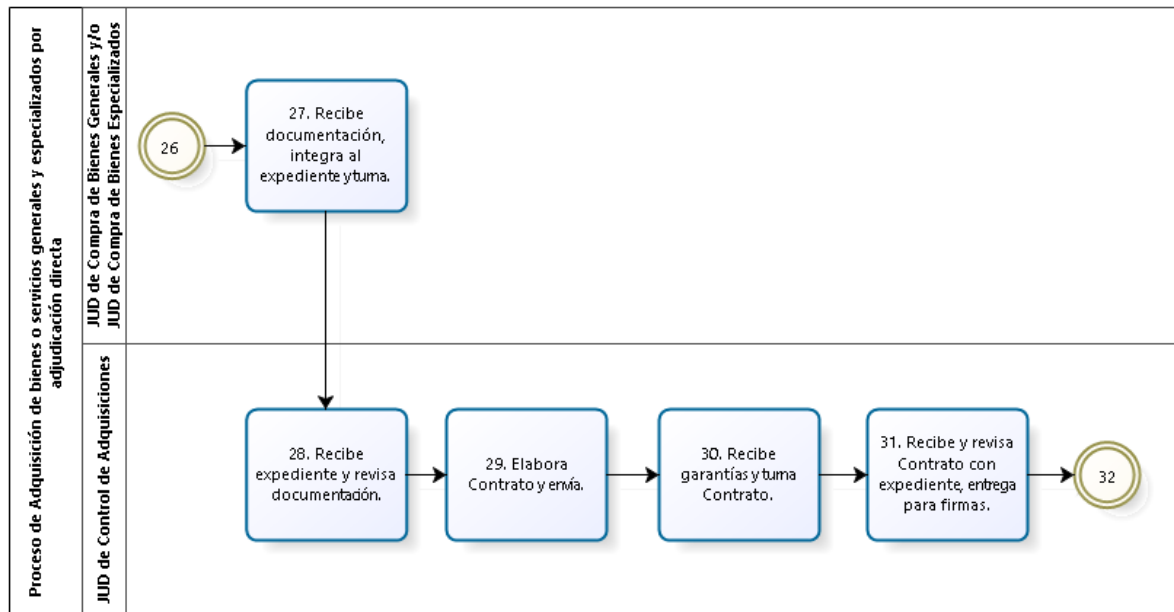 Proceso de Adquisición de bienes o servicios generales y especializados por
adjudicación directa
JUD de Compra de Bienes Generales y/o
JUD de Compra de Bienes Especializados
26
27. Recibe
documentación,
integra al
expediente y turna.
JUD de Control de Adquisiciones
28. Recibe
expediente y revisa
documentación.
29. Elabora
Contrato y envía.
30. Recibe
garantías y turna
Contrato.
31. Recibe y revisa
Contrato con
expediente, entrega
para firmas.
32